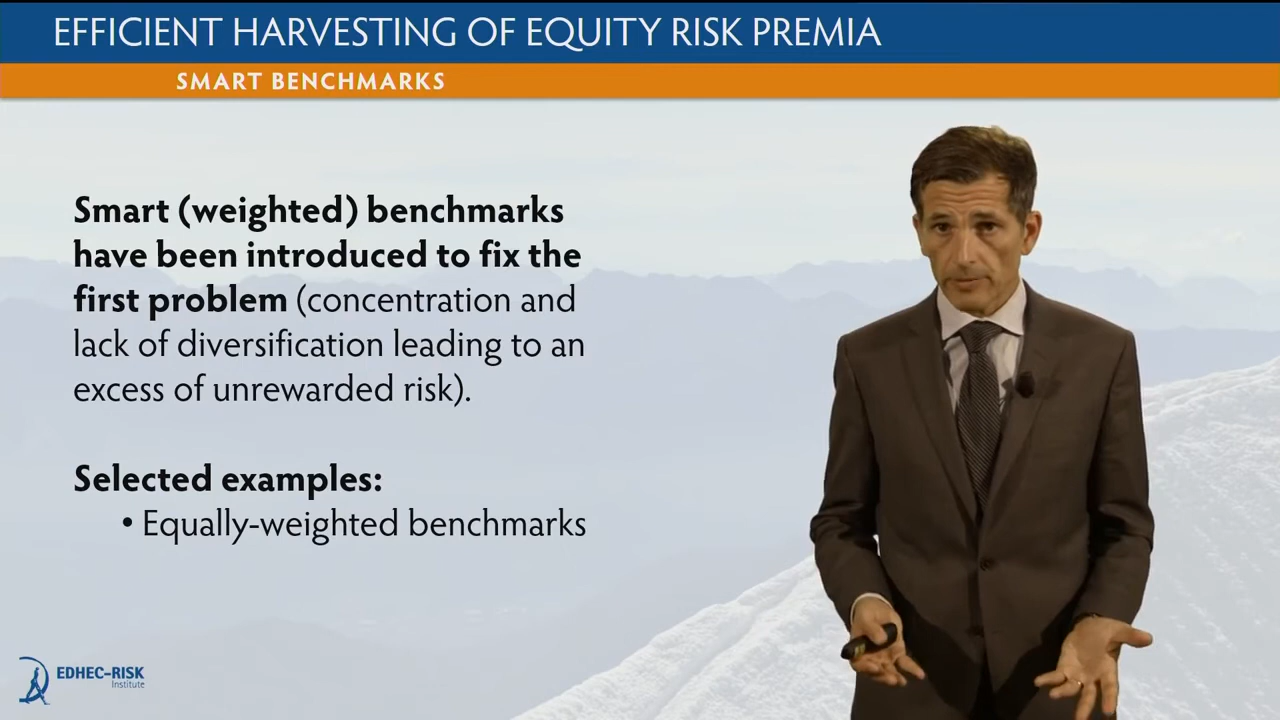 EFFICIENT HARVESTING OF EQUITY RISK PREMIA
SMART BENCHMARKS
Smart (weighted) benchmarks
have been introduced to fix the
first problem (concentration and
lack of diversification leading to an
excess of unrewarded risk).
Selected examples:
• Equally-weighted benchmarks
EDHEC-RISK
Institute